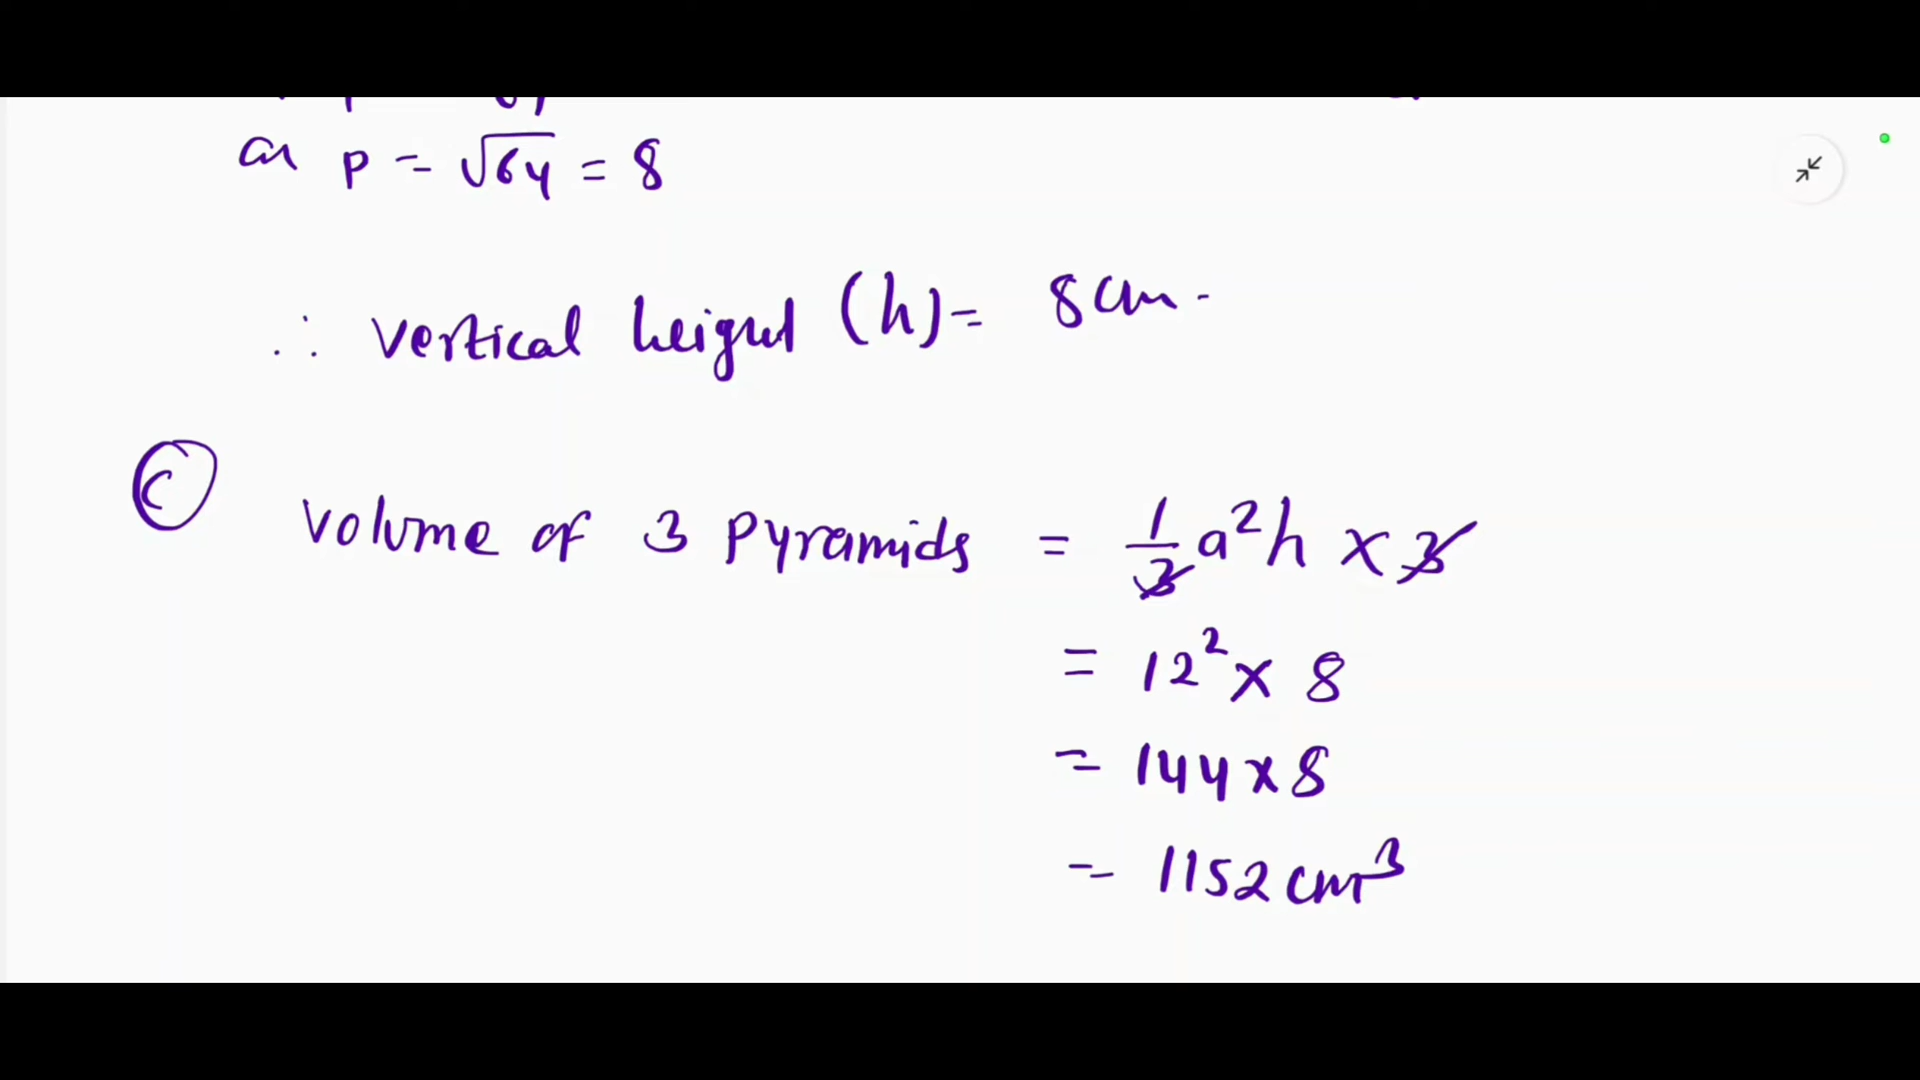 or p = √64 = 8
∴ vertical height (h) = 8cm.
(c)
Volume of 3 pyramids = 1/3 a²h × 3
= 12² × 8
= 144 × 8
= 1152 cm³